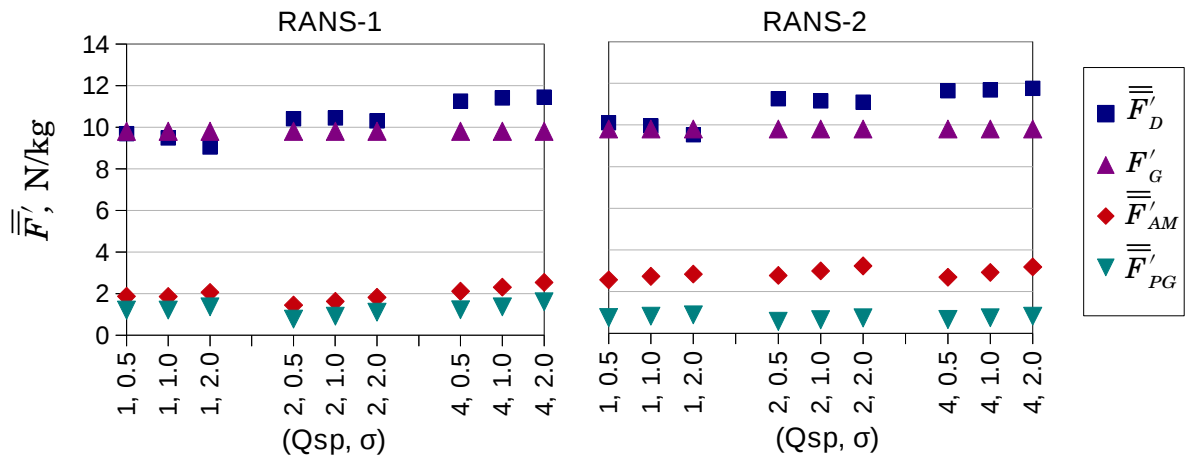 RANS-1
RANS-2
F̿′, N/kg
14
12
10
8
6
4
2
0
1, 0.5
1, 1.0
1, 2.0
2, 0.5
2, 1.0
2, 2.0
4, 0.5
4, 1.0
4, 2.0
(Qsp, σ)
1, 0.5
1, 1.0
1, 2.0
2, 0.5
2, 1.0
2, 2.0
4, 0.5
4, 1.0
4, 2.0
(Qsp, σ)
F̿′D
F′G
F̿′AM
F̿′PG